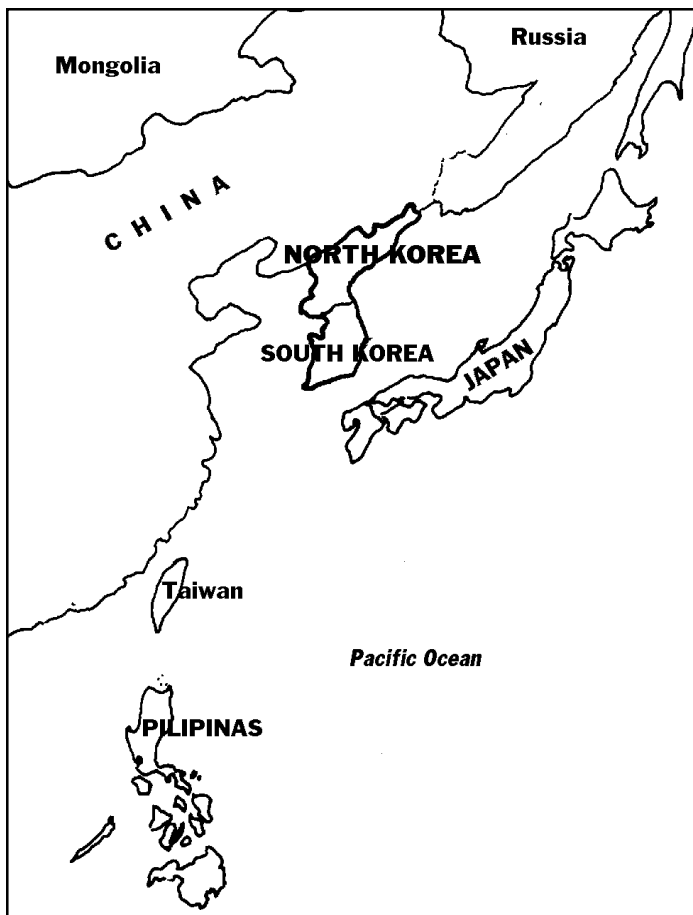 Russia
Mongolia
CHINA
NORTH KOREA
SOUTH KOREA
JAPAN
Taiwan
Pacific Ocean
PILIPINAS